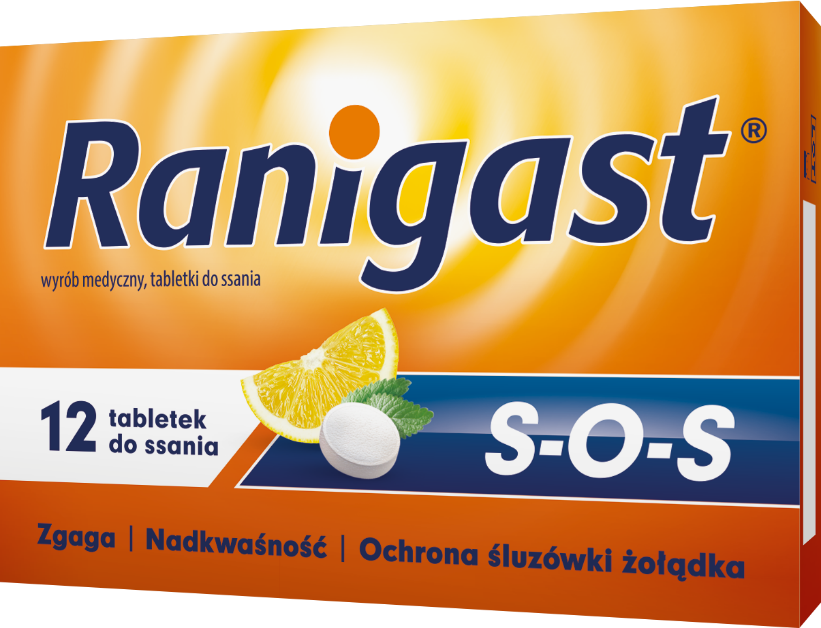 Ranigast®
wyrób medyczny, tabletki do ssania
12 tabletek
do ssania
S-O-S
Zgaga | Nadkwaśność | Ochrona śluzówki żołądka